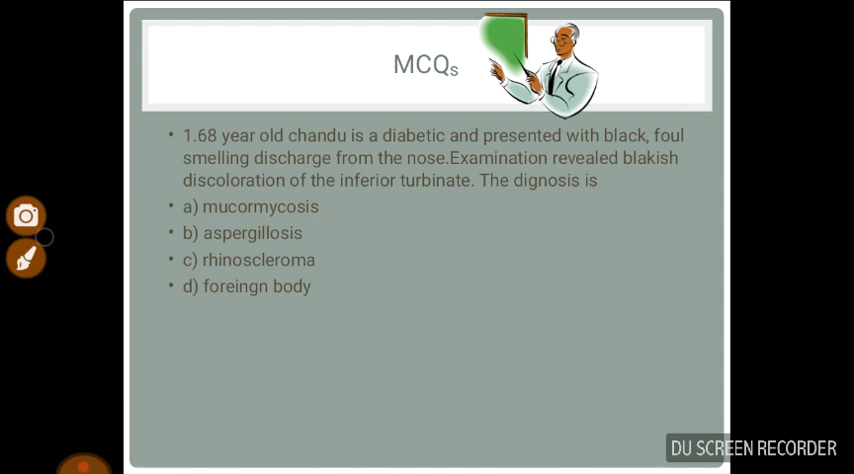 MCQs
• 1.68 year old chandu is a diabetic and presented with black, foul
smelling discharge from the nose.Examination revealed blakish
discoloration of the inferior turbinate. The dignosis is
• a) mucormycosis
• b) aspergillosis
• c) rhinoscleroma
• d) foreingn body
DU SCREEN RECORDER